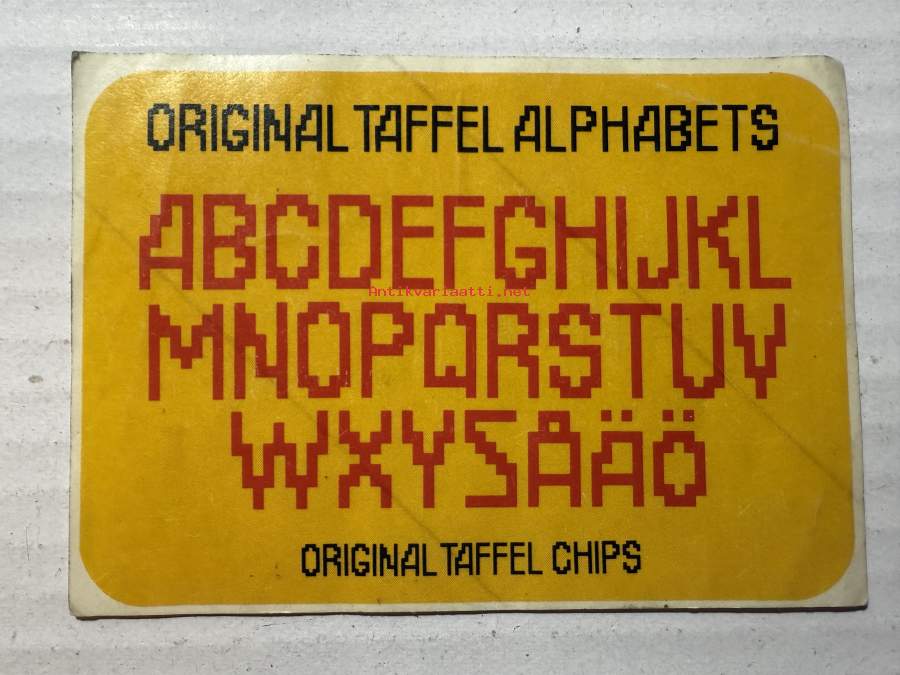 ORIGINAL TAFFEL ALPHABETS
ABCDEFGHIJKL
Antikvariaatti.net
MNOPQRSTUV
WXYZÅÄÖ
ORIGINAL TAFFEL CHIPS